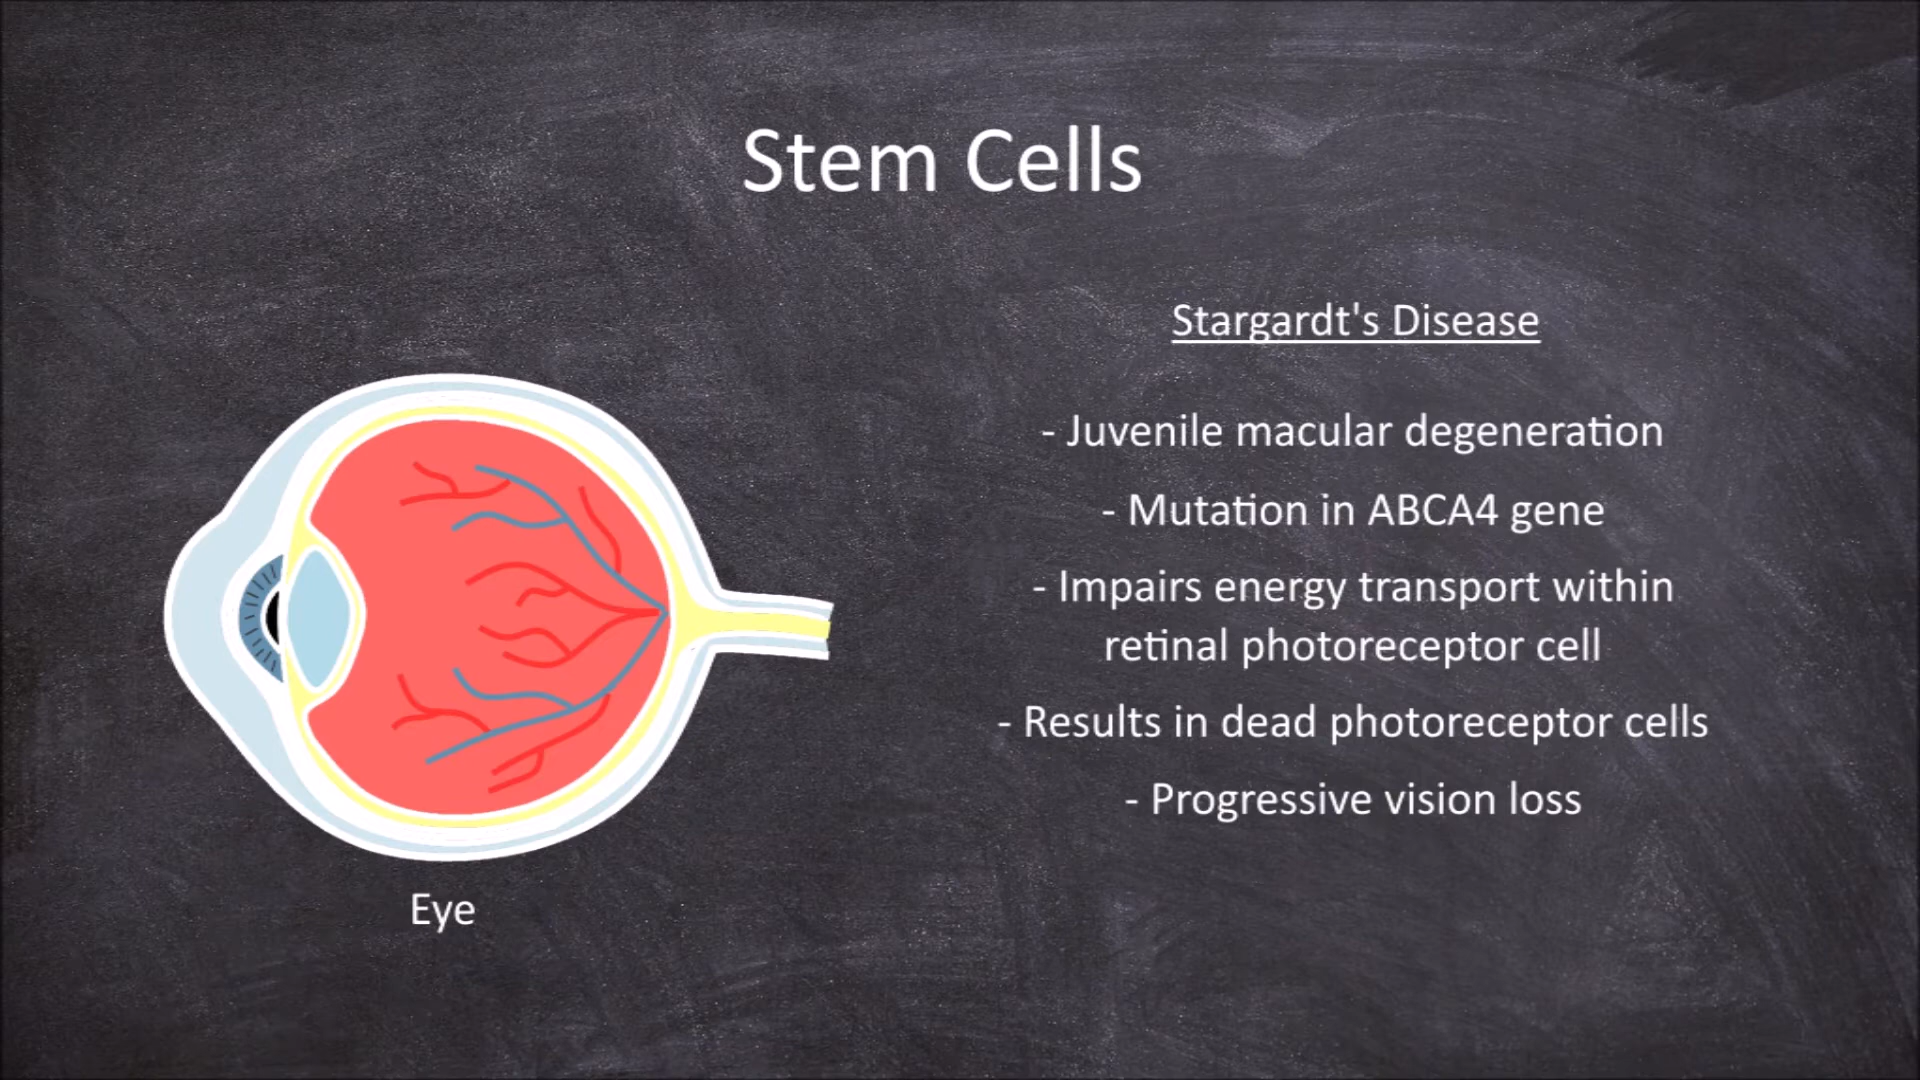 Stem Cells
Stargardt's Disease
- Juvenile macular degeneration
- Mutation in ABCA4 gene
- Impairs energy transport within
retinal photoreceptor cell
- Results in dead photoreceptor cells
- Progressive vision loss
Eye